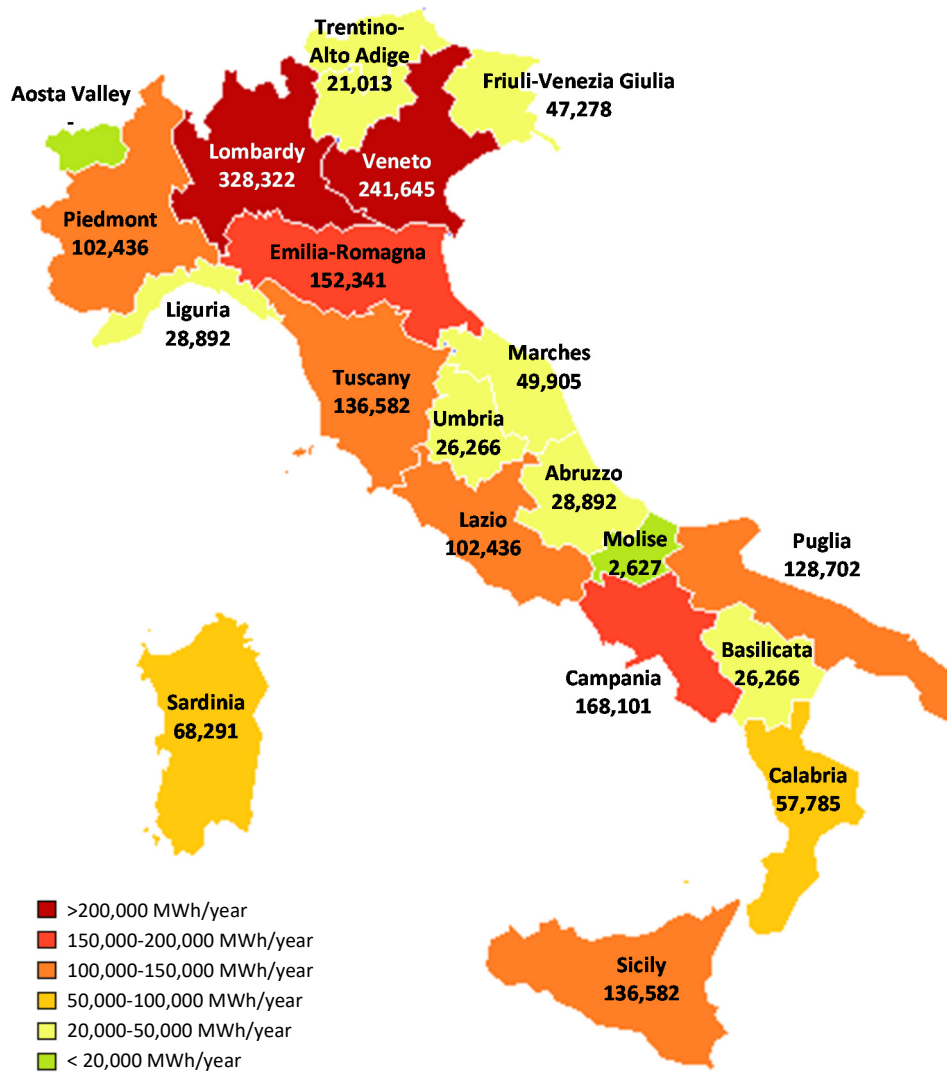 Trentino-
Alto Adige
21,013
Friuli-Venezia Giulia
47,278
Aosta Valley
-
Lombardy
328,322
Veneto
241,645
Piedmont
102,436
Emilia-Romagna
152,341
Liguria
28,892
Marches
49,905
Tuscany
136,582
Umbria
26,266
Abruzzo
28,892
Lazio
102,436
Molise
2,627
Puglia
128,702
Campania
168,101
Basilicata
26,266
Sardinia
68,291
Calabria
57,785
Sicily
136,582
>200,000 MWh/year
150,000-200,000 MWh/year
100,000-150,000 MWh/year
50,000-100,000 MWh/year
20,000-50,000 MWh/year
< 20,000 MWh/year